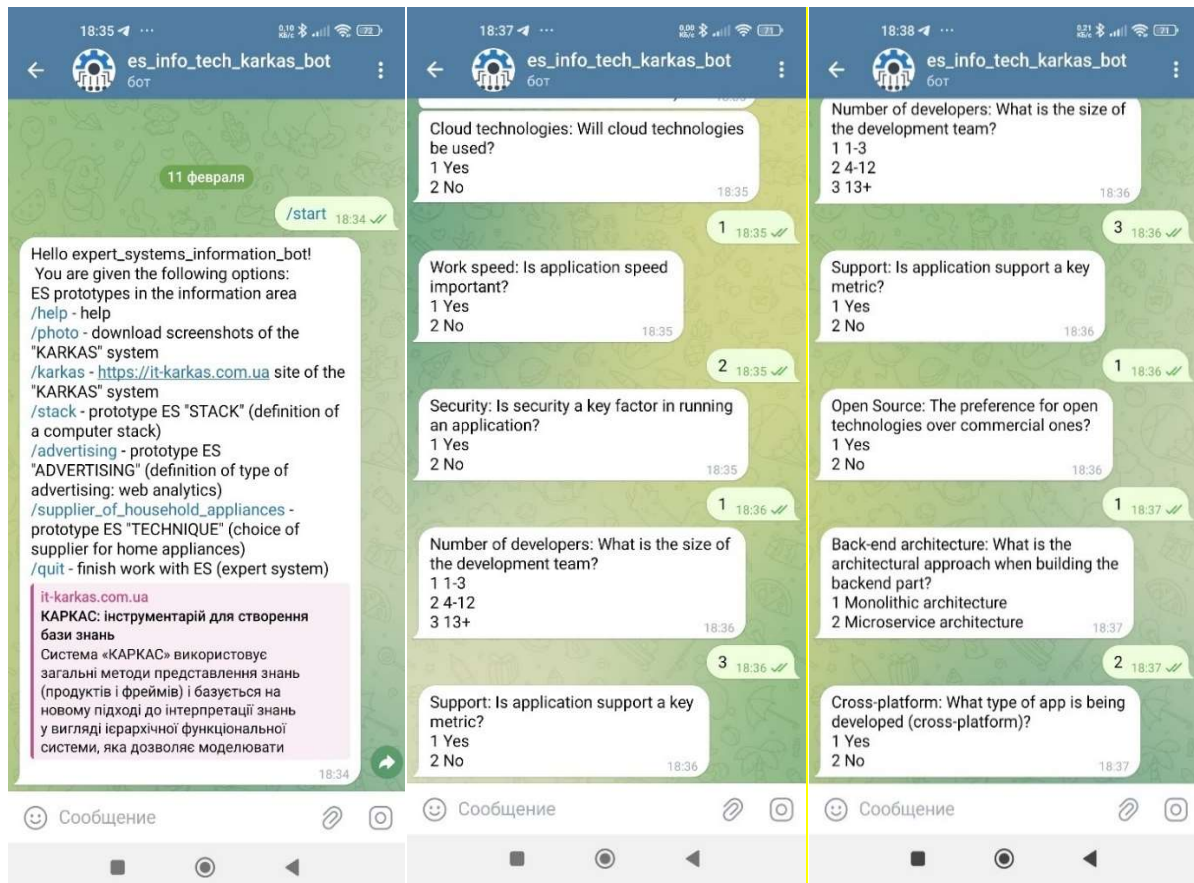 18:35 ...
0,10 КБ/с 72
es_info_tech_karkas_bot
бот
11 февраля
/start 18:34
Hello expert_systems_information_bot!
You are given the following options:
ES prototypes in the information area
/help - help
/photo - download screenshots of the
"KARKAS" system
/karkas - https://it-karkas.com.ua site of the
"KARKAS" system
/stack - prototype ES "STACK" (definition of
a computer stack)
/advertising - prototype ES
"ADVERTISING" (definition of type of
advertising: web analytics)
/supplier_of_household_appliances -
prototype ES "TECHNIQUE" (choice of
supplier for home appliances)
/quit - finish work with ES (expert system)
it-karkas.com.ua
КАРКАС: інструментарій для створення
бази знань
Система «КАРКАС» використовує
загальні методи представлення знань
(продуктів і фреймів) і базується на
новому підході до інтерпретації знань
у вигляді ієрархічної функціональної
системи, яка дозволяє моделювати
18:34
Сообщение
18:37 ...
0,00 КБ/с 71
es_info_tech_karkas_bot
бот
Cloud technologies: Will cloud technologies
be used?
1 Yes
2 No
18:35
1 18:35
Work speed: Is application speed
important?
1 Yes
2 No
18:35
2 18:35
Security: Is security a key factor in running
an application?
1 Yes
2 No
18:35
1 18:36
Number of developers: What is the size of
the development team?
1 1-3
2 4-12
3 13+
18:36
3 18:36
Support: Is application support a key
metric?
1 Yes
2 No
18:36
Сообщение
18:38 ...
0,21 КБ/с 71
es_info_tech_karkas_bot
бот
Number of developers: What is the size of
the development team?
1 1-3
2 4-12
3 13+
18:36
3 18:36
Support: Is application support a key
metric?
1 Yes
2 No
18:36
1 18:36
Open Source: The preference for open
technologies over commercial ones?
1 Yes
2 No
18:36
1 18:37
Back-end architecture: What is the
architectural approach when building the
backend part?
1 Monolithic architecture
2 Microservice architecture
18:37
2 18:37
Cross-platform: What type of app is being
developed (cross-platform)?
1 Yes
2 No
18:37
Сообщение